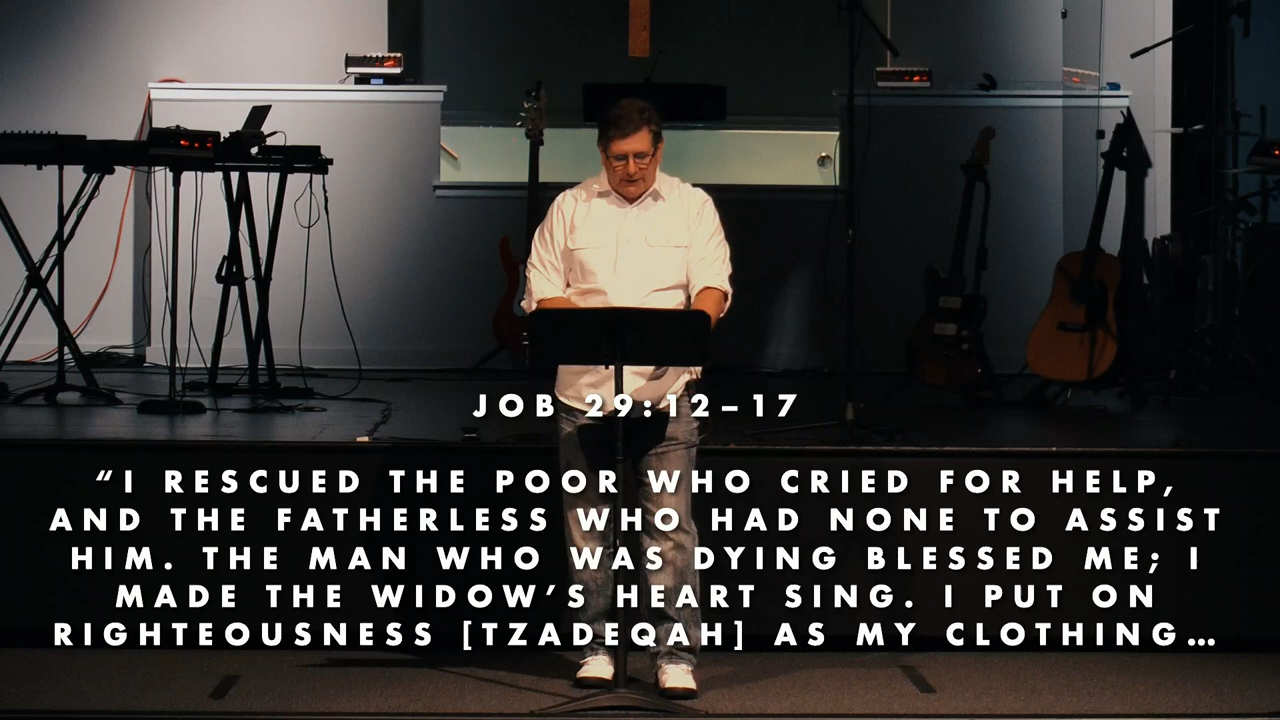 JOB 29:12–17
“I RESCUED THE POOR WHO CRIED FOR HELP,
AND THE FATHERLESS WHO HAD NONE TO ASSIST
HIM. THE MAN WHO WAS DYING BLESSED ME; I
MADE THE WIDOW’S HEART SING. I PUT ON
RIGHTEOUSNESS [TZADEQAH] AS MY CLOTHING…